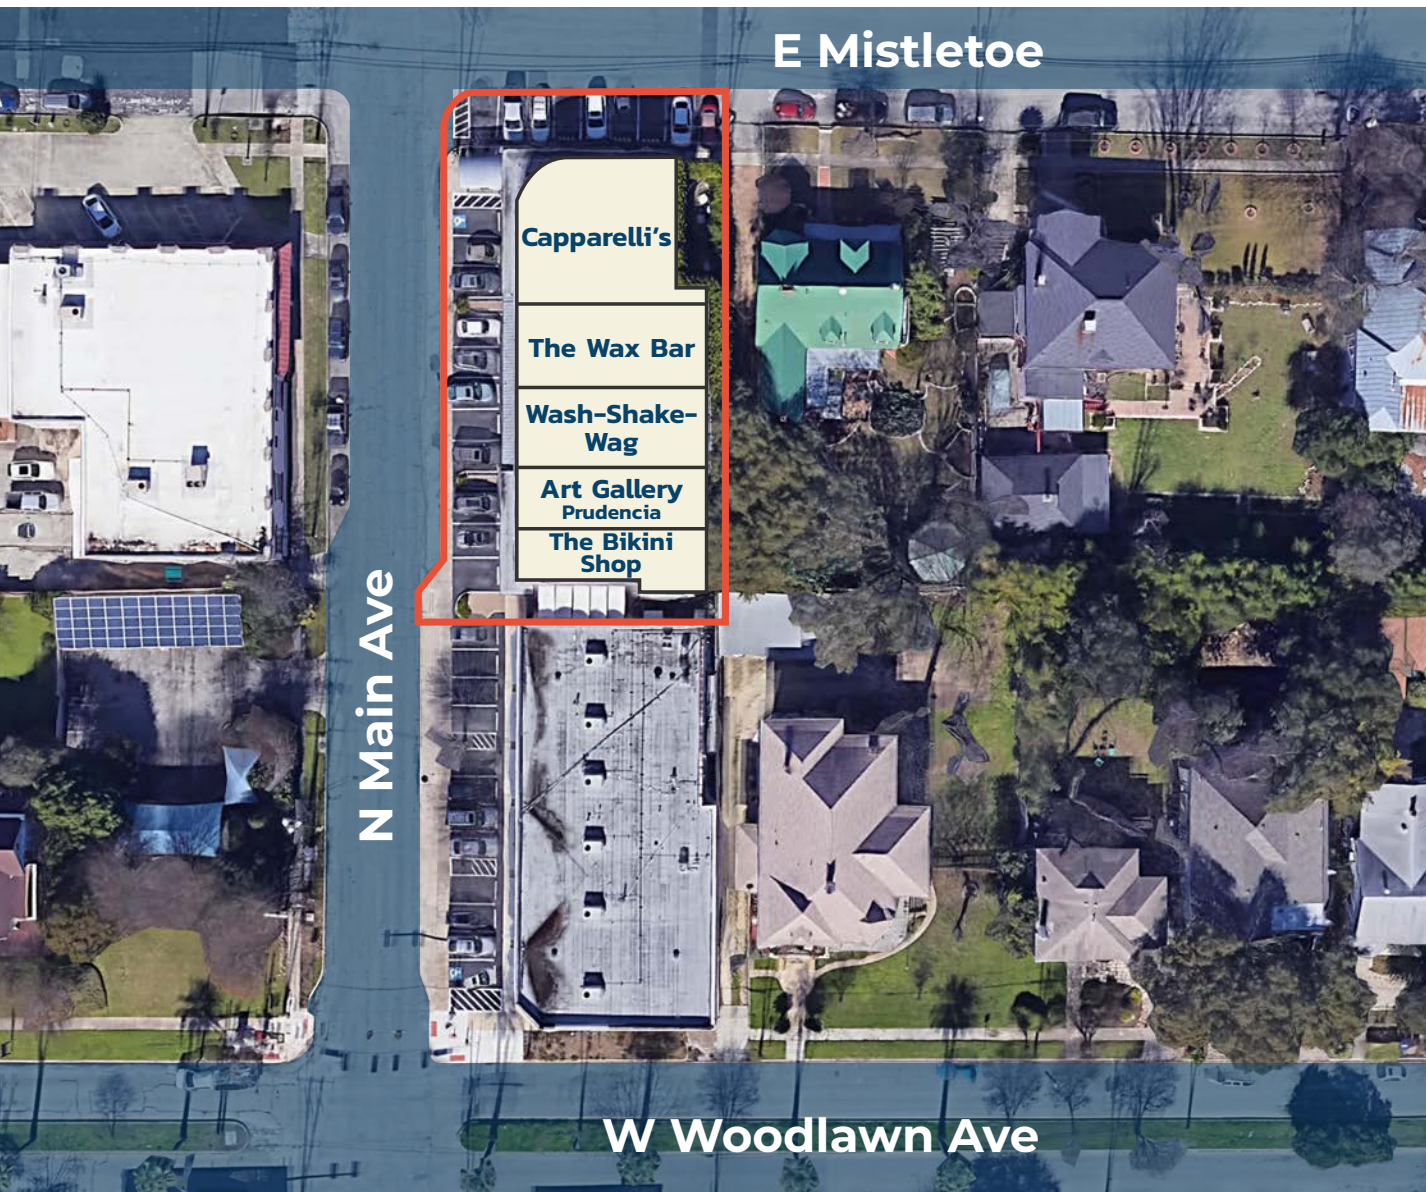 E Mistletoe
Capparelli's
The Wax Bar
Wash-Shake-
Wag
Art Gallery
Prudencia
The Bikini
Shop
N Main Ave
W Woodlawn Ave